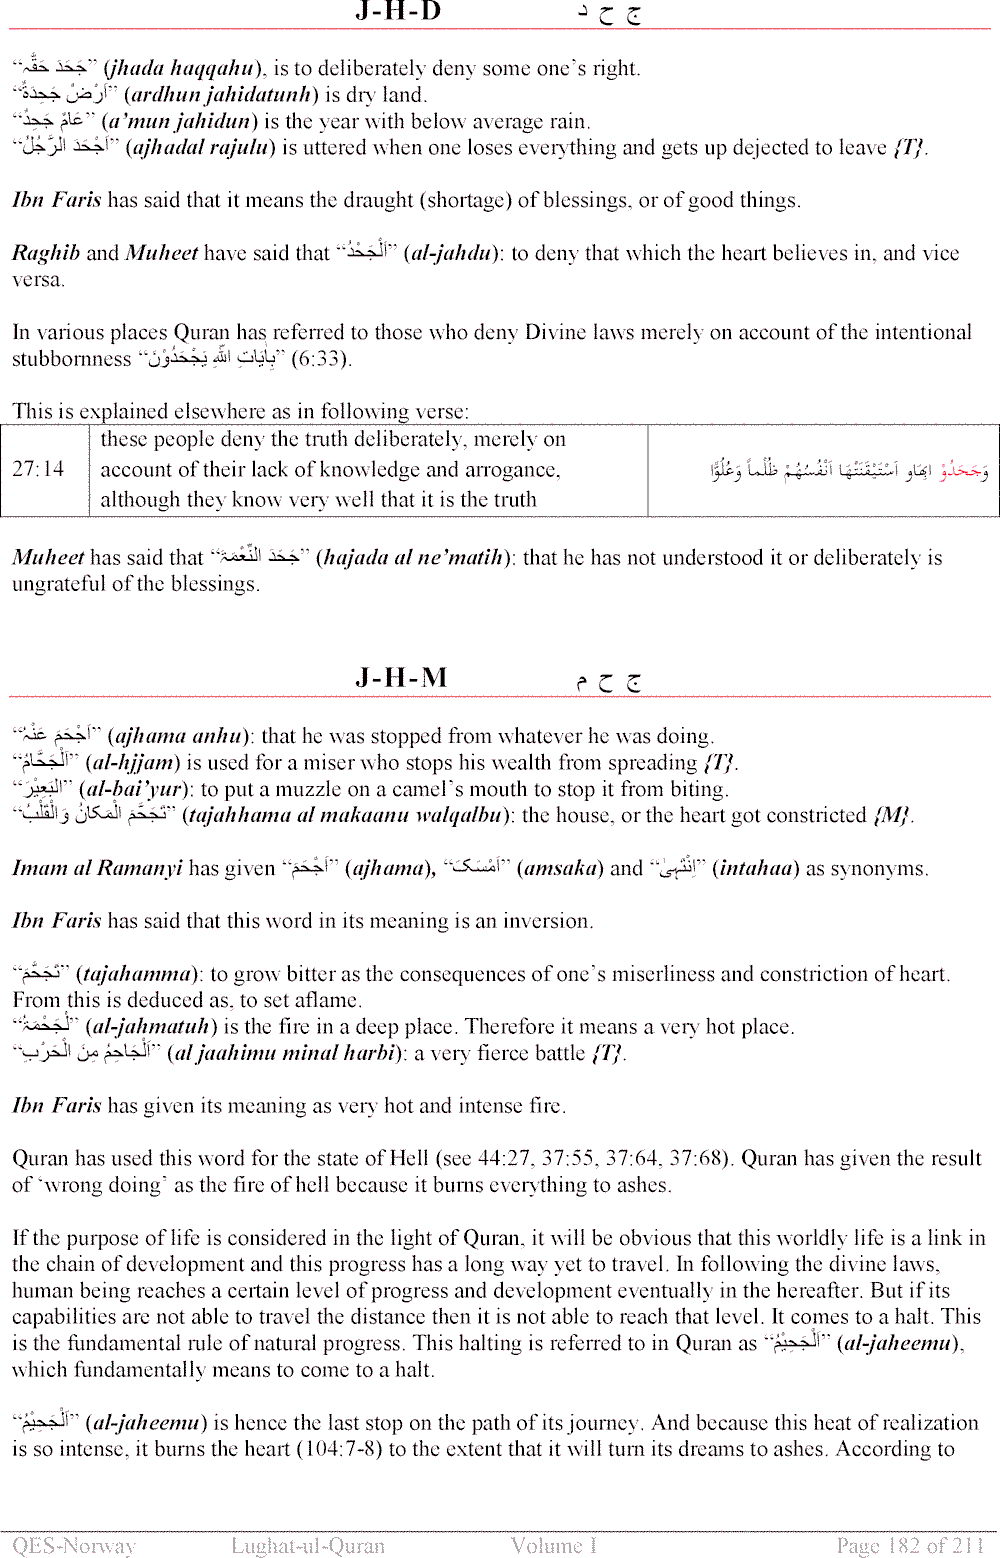 J-H-D ج ح د
“جَحَدَ حَقَّہٗ” (jhada haqqahu), is to deliberately deny some one’s right.
“اَرْضٌ جَحِدَةٌ” (ardhun jahidatunh) is dry land.
“عَامٌ جَحِدٌ” (a’mun jahidun) is the year with below average rain.
“اَجْحَدَ الرَّجُلُ” (ajhadal rajulu) is uttered when one loses everything and gets up dejected to leave {T}.
Ibn Faris has said that it means the draught (shortage) of blessings, or of good things.
Raghib and Muheet have said that “اَلْجَحْدُ” (al-jahdu): to deny that which the heart believes in, and vice
versa.
In various places Quran has referred to those who deny Divine laws merely on account of the intentional
stubbornness “بِاٰيَاتِ اللّٰہِ يَجْحَدُوْنَ” (6:33).
This is explained elsewhere as in following verse:
27:14
these people deny the truth deliberately, merely on
account of their lack of knowledge and arrogance,
although they know very well that it is the truth
وَجَحَدُوْ ابِهَاو اَسْتَيْقَنَتْهَا اَنْفُسُهُمْ ظُلْماً وَعُلُوًّا
Muheet has said that “جَحَدَ النِّعْمَۃَ” (hajada al ne’matih): that he has not understood it or deliberately is
ungrateful of the blessings.
J-H-M ج ح م
“اَجْحَمَ عَنْہُ” (ajhama anhu): that he was stopped from whatever he was doing.
“اَلْجَحَّامُ” (al-hjjam) is used for a miser who stops his wealth from spreading {T}.
“الْبَعِيْرَ” (al-bai’yur): to put a muzzle on a camel’s mouth to stop it from biting.
“تَجَحَّمَ الْمَكانُ وَالْقَلْبُ” (tajahhama al makaanu walqalbu): the house, or the heart got constricted {M}.
Imam al Ramanyi has given “اَجْحَمَ” (ajhama), “اَمْسَکَ” (amsaka) and “اِنْتَہیٰ” (intahaa) as synonyms.
Ibn Faris has said that this word in its meaning is an inversion.
“تَجَحَّمَ” (tajahamma): to grow bitter as the consequences of one’s miserliness and constriction of heart.
From this is deduced as, to set aflame.
“لْجَحْمَۃُ” (al-jahmatuh) is the fire in a deep place. Therefore it means a very hot place.
“اَلْجَاحِمُ مِنَ الْحَرْبِ” (al jaahimu minal harbi): a very fierce battle {T}.
Ibn Faris has given its meaning as very hot and intense fire.
Quran has used this word for the state of Hell (see 44:27, 37:55, 37:64, 37:68). Quran has given the result
of ‘wrong doing’ as the fire of hell because it burns everything to ashes.
If the purpose of life is considered in the light of Quran, it will be obvious that this worldly life is a link in
the chain of development and this progress has a long way yet to travel. In following the divine laws,
human being reaches a certain level of progress and development eventually in the hereafter. But if its
capabilities are not able to travel the distance then it is not able to reach that level. It comes to a halt. This
is the fundamental rule of natural progress. This halting is referred to in Quran as “اَلْجَحِيْمُ” (al-jaheemu),
which fundamentally means to come to a halt.
“اَلْجَحِيْمُ” (al-jaheemu) is hence the last stop on the path of its journey. And because this heat of realization
is so intense, it burns the heart (104:7-8) to the extent that it will turn its dreams to ashes. According to
QES-Norway Lughat-ul-Quran Volume I Page 182 of 211